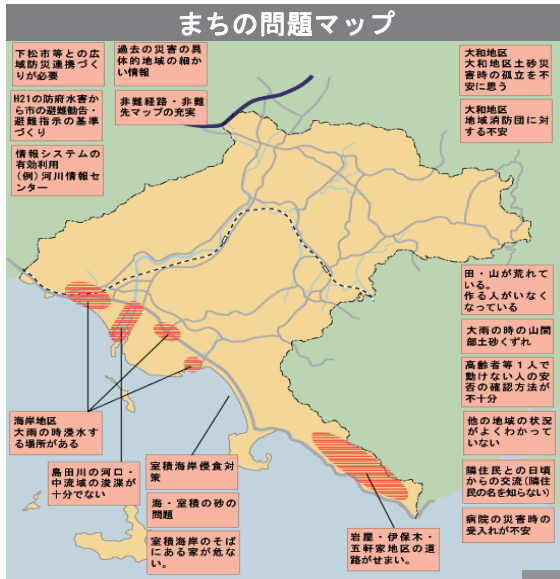 まちの問題マップ
下松市等との広
域防災連携づく
りが必要
過去の災害の具
体的地域の細か
い情報
大和地区
大和地区土砂災
害時の孤立を
不安に思う
H21の防府水害か
ら市の避難勧告・
避難指示の基準
づくり
非難経路・非難
先マップの充実
大和地区
地域消防団に対
する不安
情報システムの
有効利用
(例)河川情報セ
ンター
田・山が荒れて
いる。
作る人がいなく
なっている
大雨の時の山間
部土砂くずれ
高齢者等1人で
動けない人の安
否の確認方法が
不十分
他の地域の状況
がよくわかって
いない
隣住民との日頃
からの交流(隣住
民の名を知らない)
病院の災害時の
受入れが不安
海岸地区
大雨の時浸水す
る場所がある
島田川の河口・
中流域の浚渫が
十分でない
室積海岸侵食対
策
海・室積の砂の
問題
室積海岸のそば
にある家が危ない。
岩屋・伊保木・
五軒家地区の道
路がせまい。